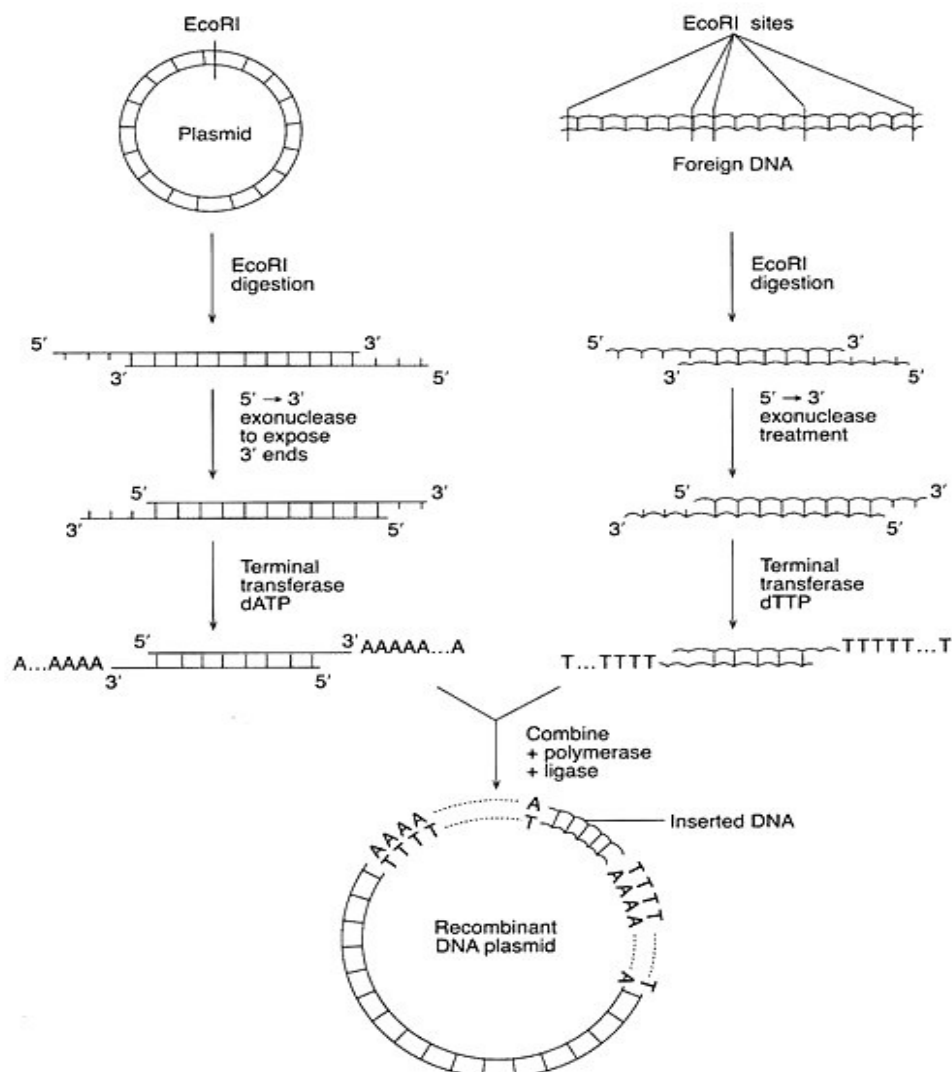 EcoRI
Plasmid
EcoRI sites
Foreign DNA
EcoRI
digestion
EcoRI
digestion
5′
3′
3′
5′
5′
3′
3′
5′
5′ → 3′
exonuclease
to expose
3′ ends
5′ → 3′
exonuclease
treatment
5′
3′
3′
5′
5′
3′
3′
5′
Terminal
transferase
dATP
Terminal
transferase
dTTP
5′
3′
AAAAA...A
A...AAAA
3′
5′
TTTTT...T
T...TTTT
Combine
+ polymerase
+ ligase
AAAA
TTTT
A
T
Inserted DNA
TTTT
AAAA
Recombinant
DNA plasmid
A
T